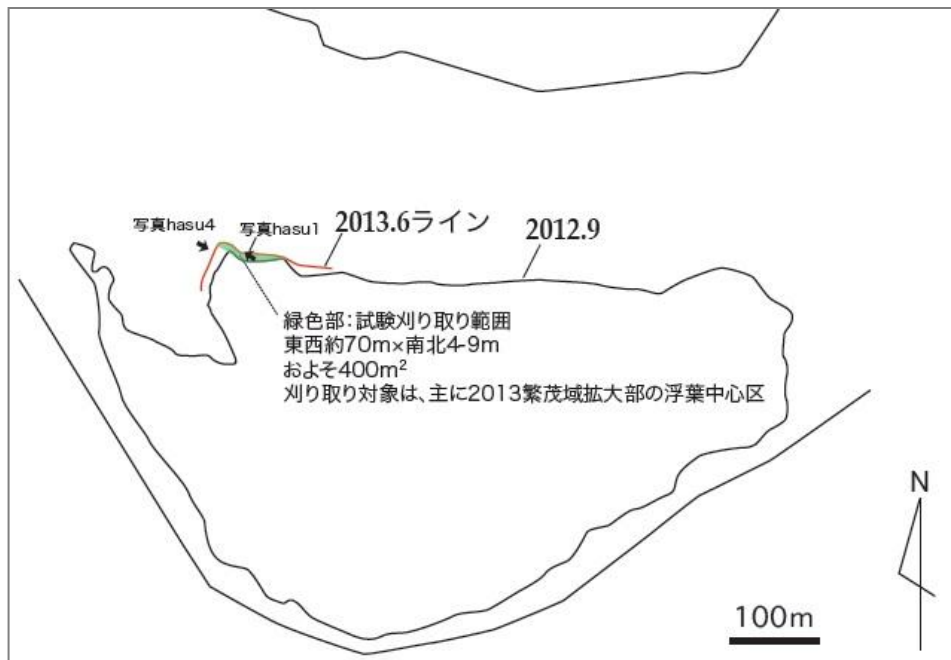 写真hasu4
写真hasu1
2013.6ライン
2012.9
緑色部：試験刈り取り範囲
東西約70m×南北4-9m
およそ400m²
刈り取り対象は、主に2013繁茂域拡大部の浮葉中心区
N
100m